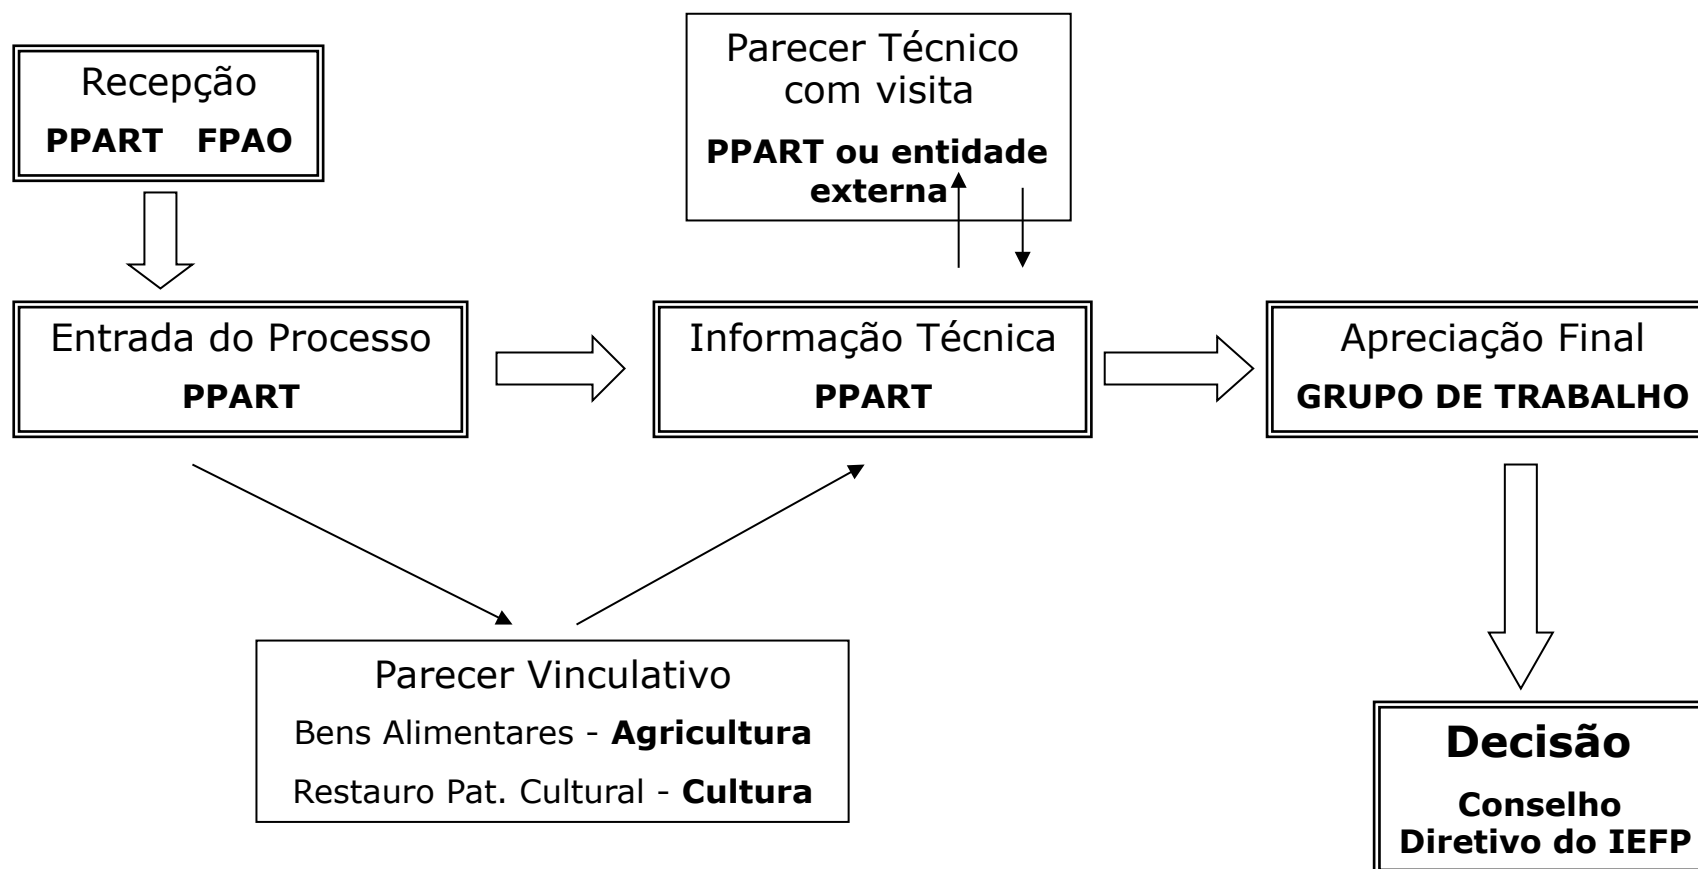 Recepção
PPART FPAO
Parecer Técnico
com visita
PPART ou entidade
externa
Entrada do Processo
PPART
Informação Técnica
PPART
Apreciação Final
GRUPO DE TRABALHO
Parecer Vinculativo
Bens Alimentares - Agricultura
Restauro Pat. Cultural - Cultura
Decisão
Conselho
Diretivo do IEFP